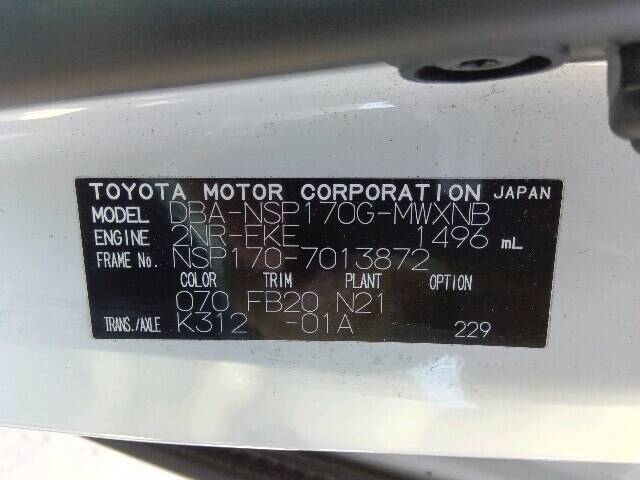 TOYOTA MOTOR CORPORATION JAPAN
MODEL DBA-NSP170G-MWXNB
ENGINE 2NR-FKE 1496 mL
FRAME No. NSP170-7013872
COLOR TRIM PLANT OPTION
070 FB20 N21
TRANS./AXLE K312 -01A 229